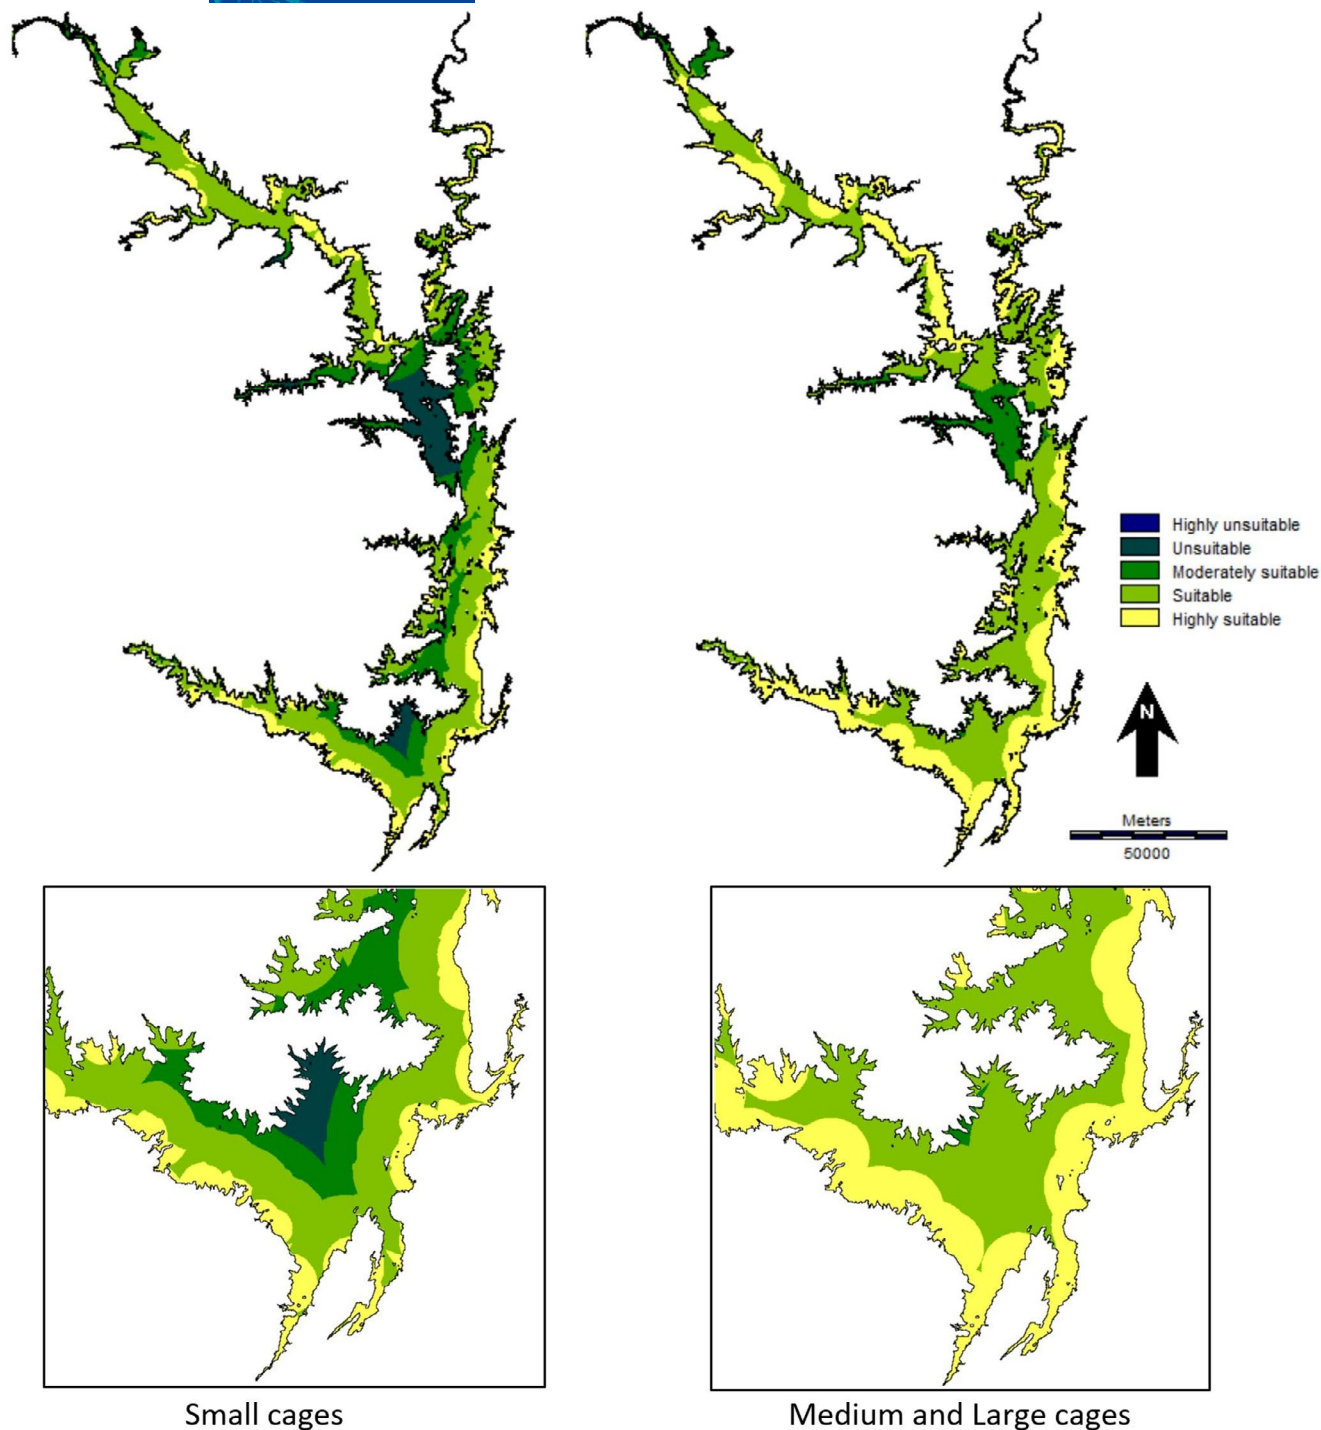 Highly unsuitable
Unsuitable
Moderately suitable
Suitable
Highly suitable
N
Meters
50000
Small cages
Medium and Large cages